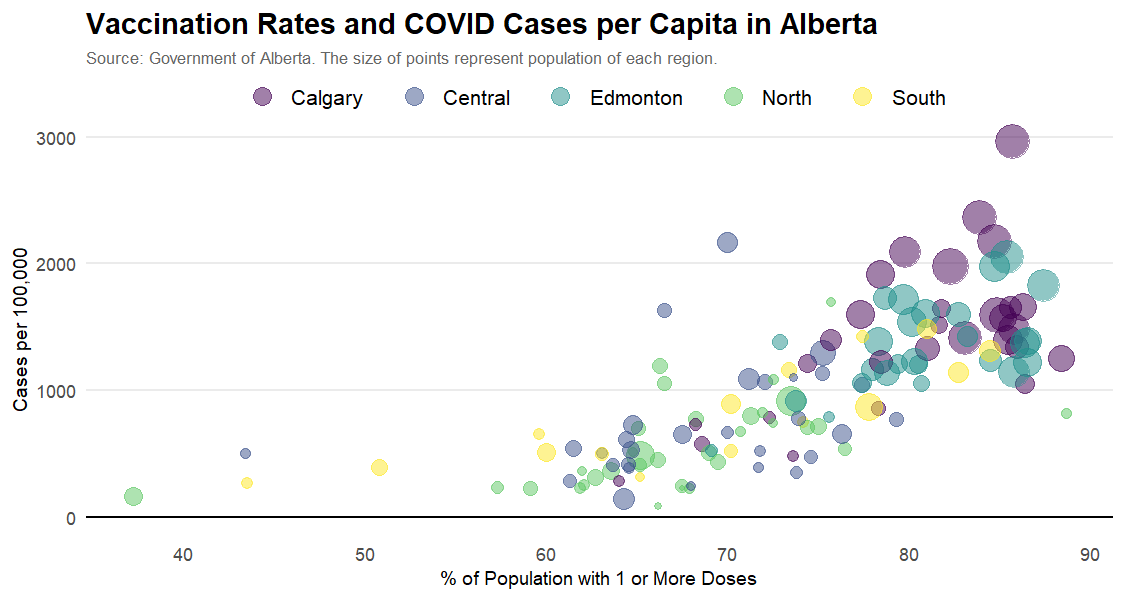 Vaccination Rates and COVID Cases per Capita in Alberta
Source: Government of Alberta. The size of points represent population of each region.
Calgary Central Edmonton North South
3000
2000
1000
0
Cases per 100,000
40 50 60 70 80 90
% of Population with 1 or More Doses